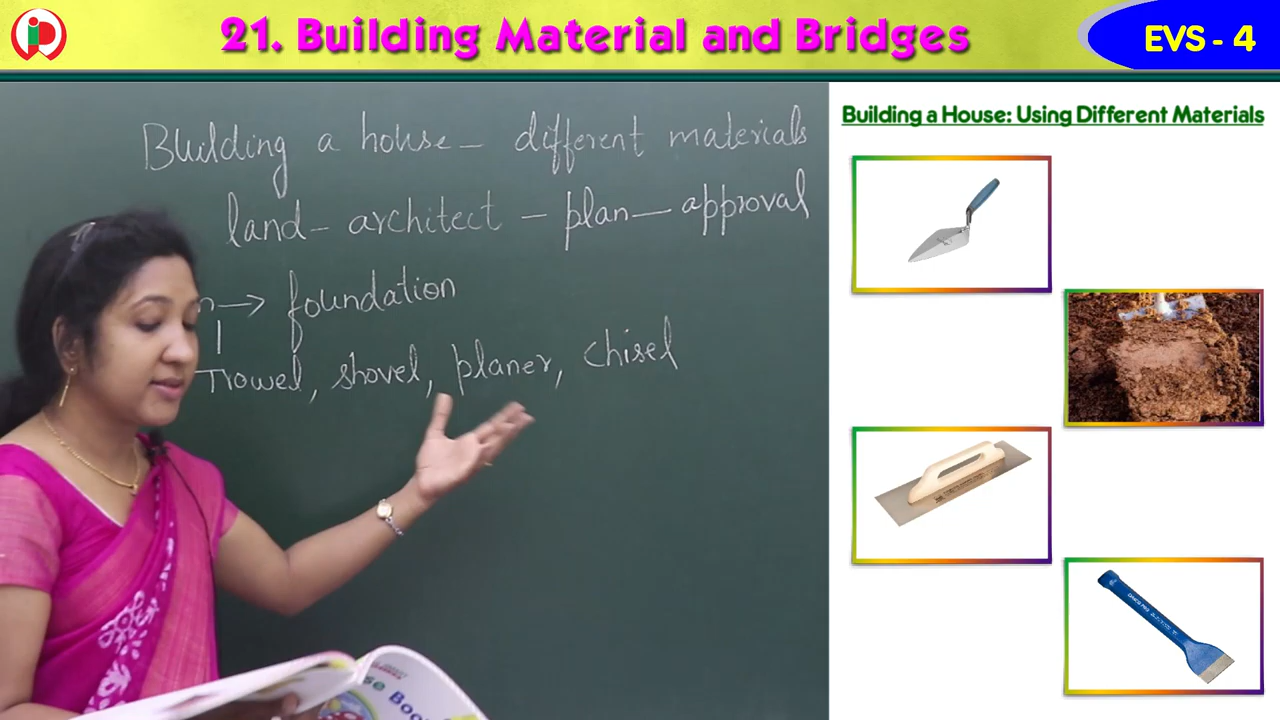 21. Building Material and Bridges
EVS - 4
Building a House: Using Different Materials
Building a house - different materials
land - architect - plan - approval
→ foundation
Trowel, shovel, planer, chisel